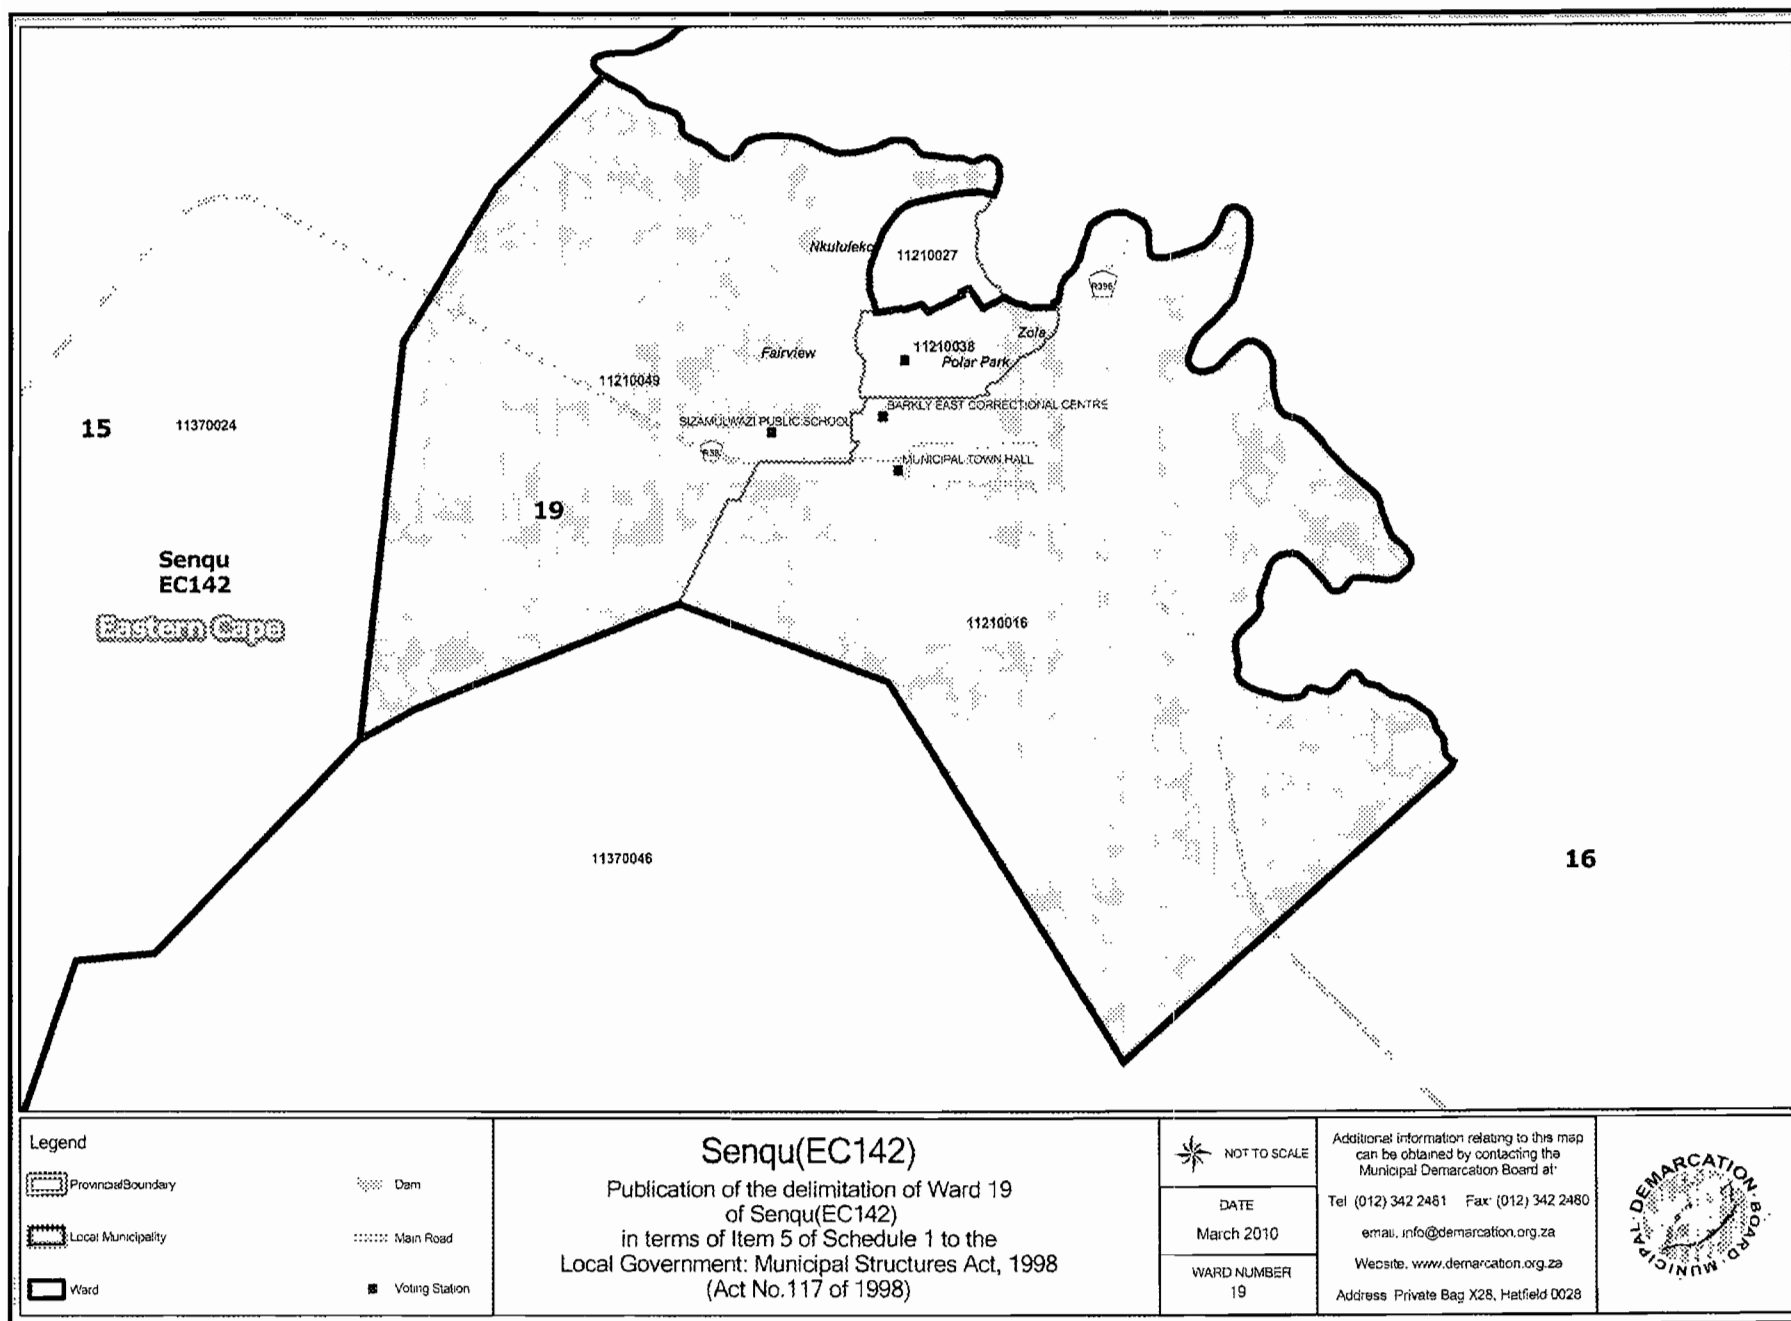 Nkululeko
11210027
R396
Zola
11210038
Polar Park
Fairview
11210049
15
11370024
BARKLY EAST CORRECTIONAL CENTRE
SIZAMULWAZI PUBLIC SCHOOL
MUNICIPAL TOWN HALL
19
Senqu
EC142
Eastern Cape
11210016
11370046
16
Legend
Provincial Boundary
Dam
Local Municipality
Main Road
Ward
Voting Station
Senqu(EC142)
Publication of the delimitation of Ward 19
of Senqu(EC142)
in terms of Item 5 of Schedule 1 to the
Local Government: Municipal Structures Act, 1998
(Act No.117 of 1998)
NOT TO SCALE
DATE
March 2010
WARD NUMBER
19
Additional information relating to this map
can be obtained by contacting the
Municipal Demarcation Board at:
Tel (012) 342 2481 Fax: (012) 342 2480
email. info@demarcation.org.za
Website. www.demarcation.org.za
Address Private Bag X28, Hatfield 0028
MUNICIPAL DEMARCATION BOARD